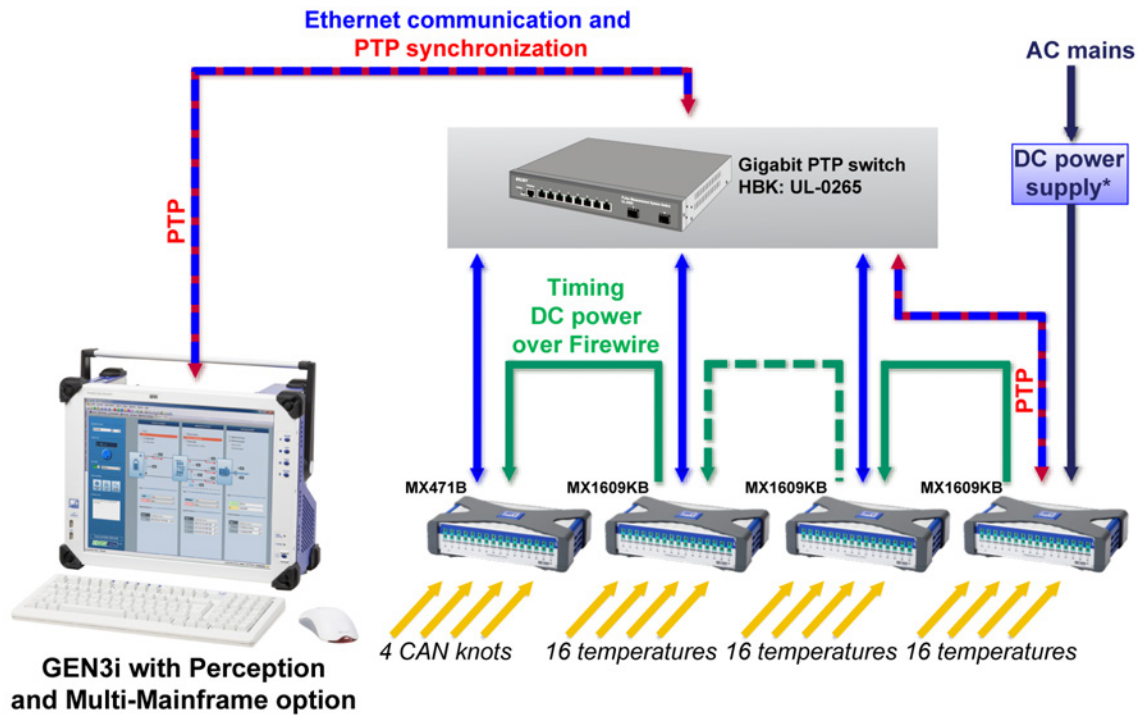 Ethernet communication and
PTP synchronization
AC mains
DC power
supply*
Gigabit PTP switch
HBK: UL-0265
PTP
Timing
DC power
over Firewire
PTP
MX471B
MX1609KB
MX1609KB
MX1609KB
4 CAN knots
16 temperatures
16 temperatures
16 temperatures
GEN3i with Perception
and Multi-Mainframe option